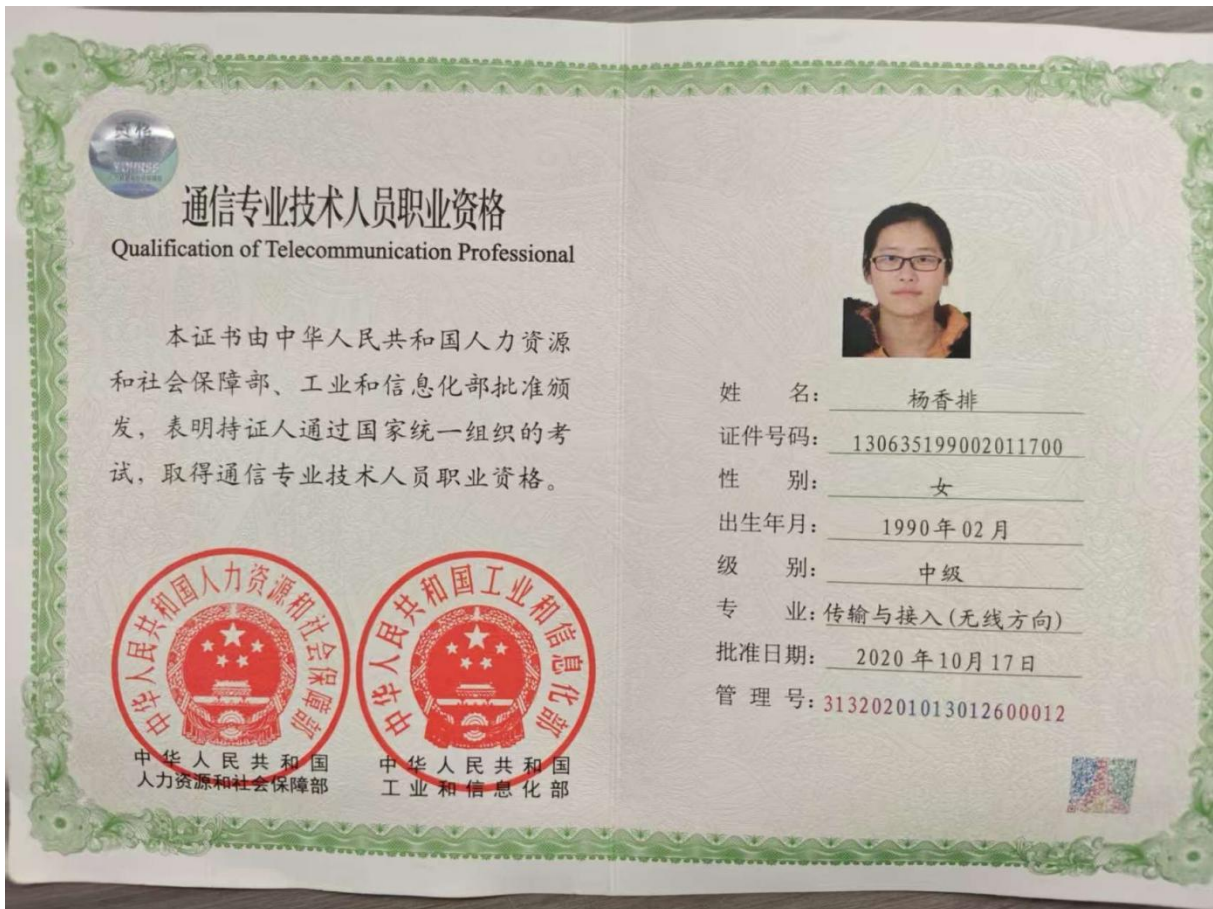 通信专业技术人员职业资格
Qualification of Telecommunication Professional
本证书由中华人民共和国人力资源
和社会保障部、工业和信息化部批准颁
发，表明持证人通过国家统一组织的考
试，取得通信专业技术人员职业资格。
中华人民共和国人力资源和社会保障部
中华人民共和国
人力资源和社会保障部
中华人民共和国工业和信息化部
中华人民共和国
工业和信息化部
姓 名：杨香排
证件号码：130635199002011700
性 别：女
出生年月：1990年02月
级 别：中级
专 业：传输与接入(无线方向)
批准日期：2020年10月17日
管 理 号：31320201013012600012